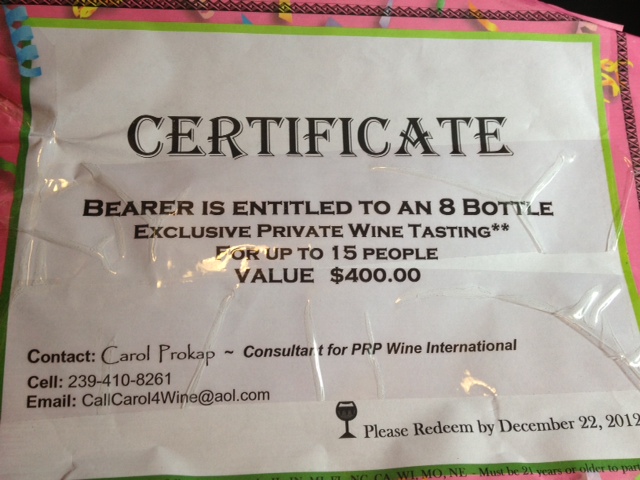 CERTIFICATE
BEARER IS ENTITLED TO AN 8 BOTTLE
EXCLUSIVE PRIVATE WINE TASTING**
FOR UP TO 15 PEOPLE
VALUE $400.00
Contact: Carol Prokap ~ Consultant for PRP Wine International
Cell: 239-410-8261
Email: CallCarol4Wine@aol.com
Please Redeem by December 22, 2012
MI, FL, NC, CA, WI, MO, NE - Must be 21 years or older to